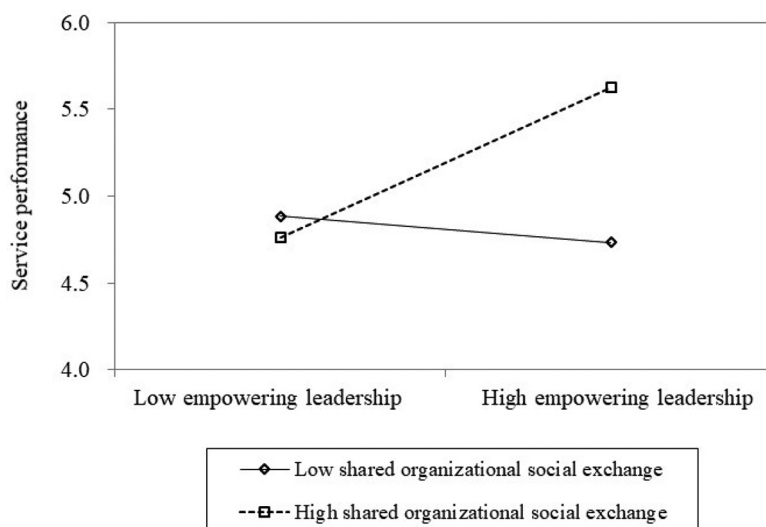 6.0
5.5
Service performance
5.0
4.5
4.0
Low empowering leadership
High empowering leadership
Low shared organizational social exchange
High shared organizational social exchange